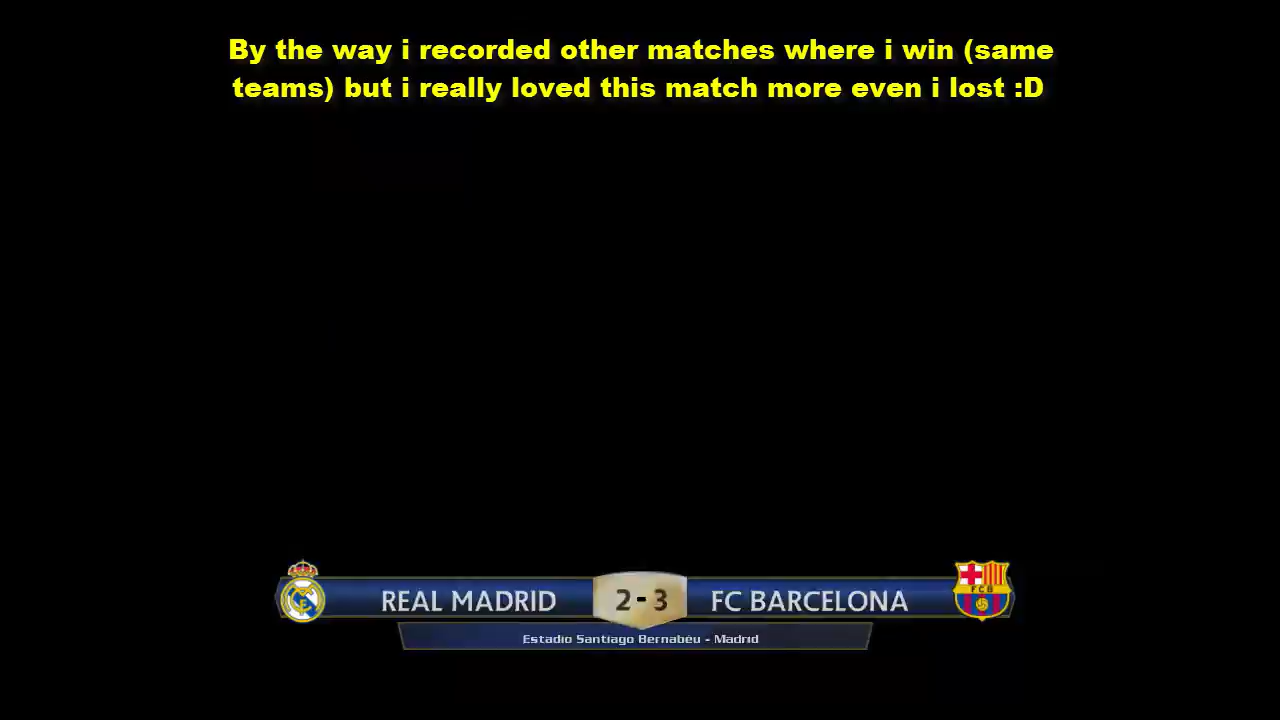 By the way i recorded other matches where i win (same
teams) but i really loved this match more even i lost :D
REAL MADRID 2-3 FC BARCELONA
FCB
Estadio Santiago Bernabéu - Madrid